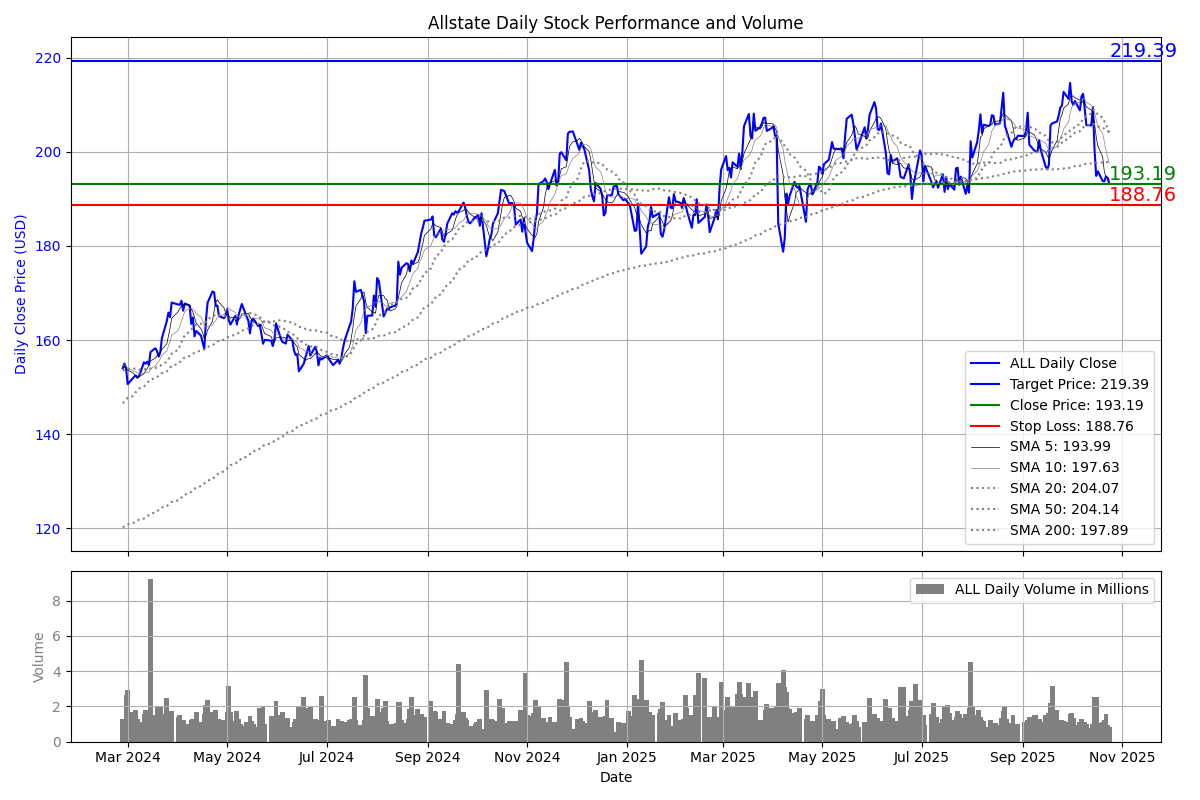 Allstate Daily Stock Performance and Volume
219.39
193.19
188.76
Daily Close Price (USD)
220
200
180
160
140
120
ALL Daily Close
Target Price: 219.39
Close Price: 193.19
Stop Loss: 188.76
SMA 5: 193.99
SMA 10: 197.63
SMA 20: 204.07
SMA 50: 204.14
SMA 200: 197.89
Volume
8
6
4
2
0
ALL Daily Volume in Millions
Mar 2024 May 2024 Jul 2024 Sep 2024 Nov 2024 Jan 2025 Mar 2025 May 2025 Jul 2025 Sep 2025 Nov 2025
Date